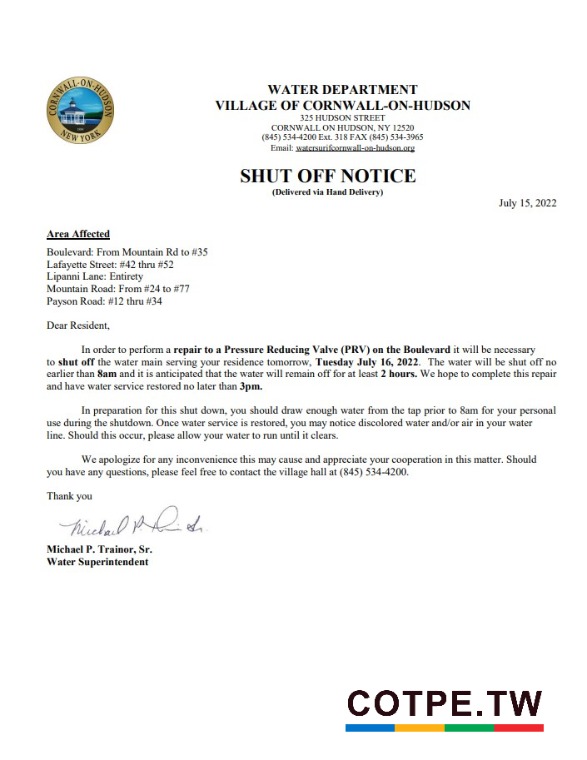 CORNWALL-ON-HUDSON
NEW YORK
WATER DEPARTMENT
VILLAGE OF CORNWALL-ON-HUDSON
325 HUDSON STREET
CORNWALL ON HUDSON, NY 12520
(845) 534-4200 Ext. 318 FAX (845) 534-3965
Email: watersurifcornwall-on-hudson.org
SHUT OFF NOTICE
(Delivered via Hand Delivery)
July 15, 2022
Area Affected
Boulevard: From Mountain Rd to #35
Lafayette Street: #42 thru #52
Lipanni Lane: Entirety
Mountain Road: From #24 to #77
Payson Road: #12 thru #34
Dear Resident,
In order to perform a repair to a Pressure Reducing Valve (PRV) on the Boulevard it will be necessary
to shut off the water main serving your residence tomorrow, Tuesday July 16, 2022. The water will be shut off no
earlier than 8am and it is anticipated that the water will remain off for at least 2 hours. We hope to complete this repair
and have water service restored no later than 3pm.
In preparation for this shut down, you should draw enough water from the tap prior to 8am for your personal
use during the shutdown. Once water service is restored, you may notice discolored water and/or air in your water
line. Should this occur, please allow your water to run until it clears.
We apologize for any inconvenience this may cause and appreciate your cooperation in this matter. Should
you have any questions, please feel free to contact the village hall at (845) 534-4200.
Thank you
Michael P. Trainor, Sr.
Water Superintendent
COTPE.TW